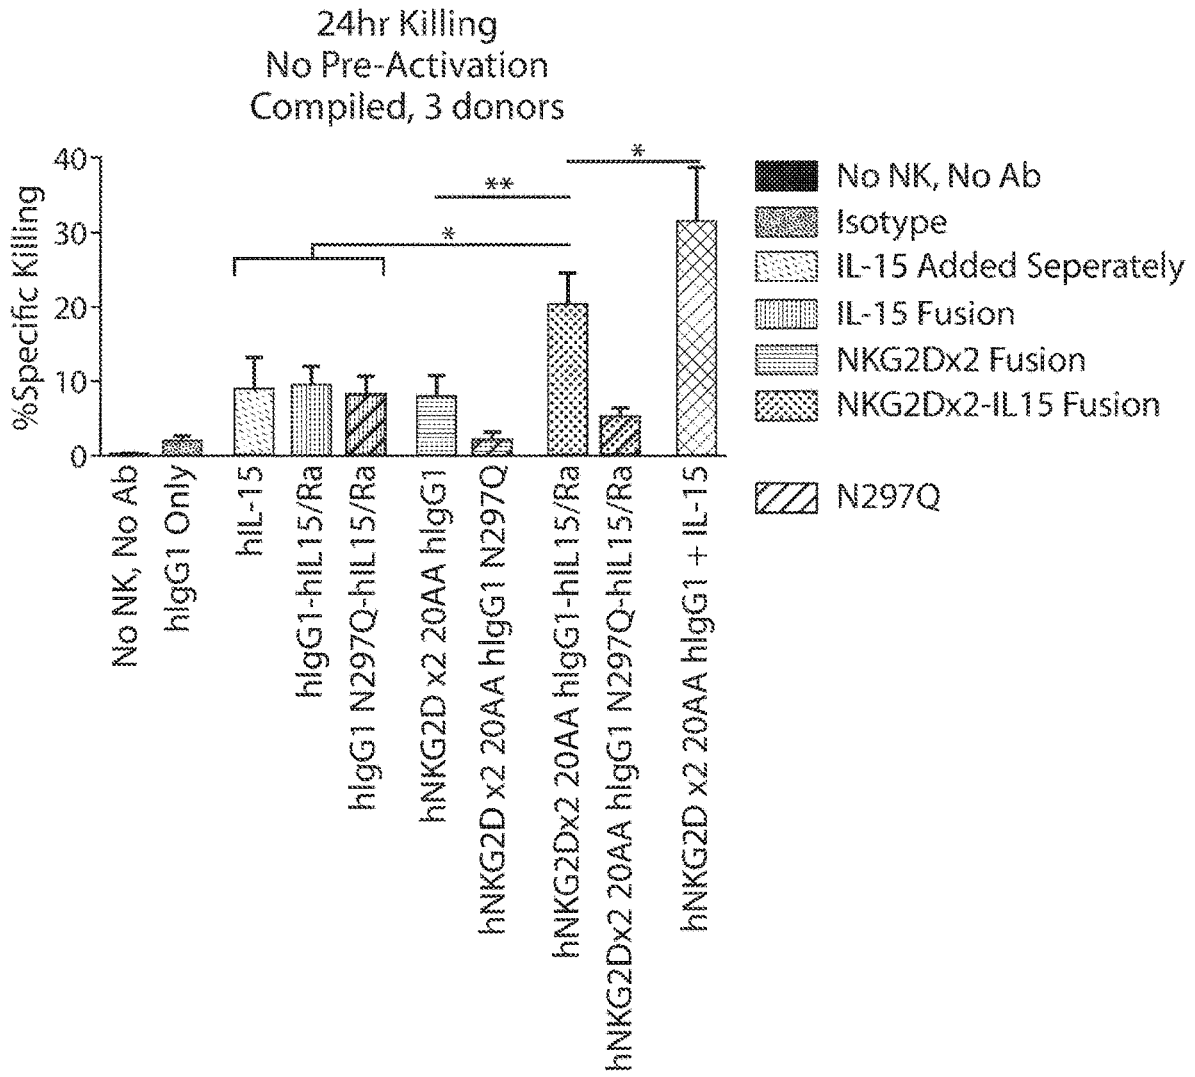 24hr Killing
No Pre-Activation
Compiled, 3 donors
%Specific Killing
40
30
20
10
0
*
**
*
No NK, No Ab
hIgG1 Only
hIL-15
hIgG1-hIL15/Ra
hIgG1 N297Q-hIL15/Ra
hNKG2D x2 20AA hIgG1
hNKG2D x2 20AA hIgG1 N297Q
hNKG2Dx2 20AA hIgG1-hIL15/Ra
hNKG2Dx2 20AA hIgG1 N297Q-hIL15/Ra
hNKG2D x2 20AA hIgG1 + IL-15
No NK, No Ab
Isotype
IL-15 Added Seperately
IL-15 Fusion
NKG2Dx2 Fusion
NKG2Dx2-IL15 Fusion
N297Q